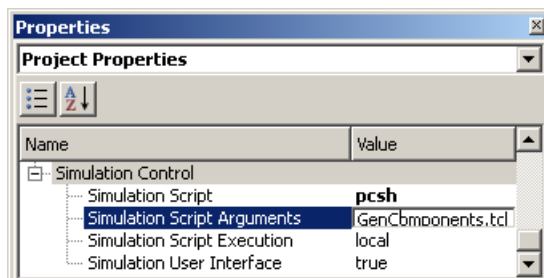 Properties
Project Properties
Name Value
Simulation Control
Simulation Script pcsh
Simulation Script Arguments GenComponents.tcl
Simulation Script Execution local
Simulation User Interface true